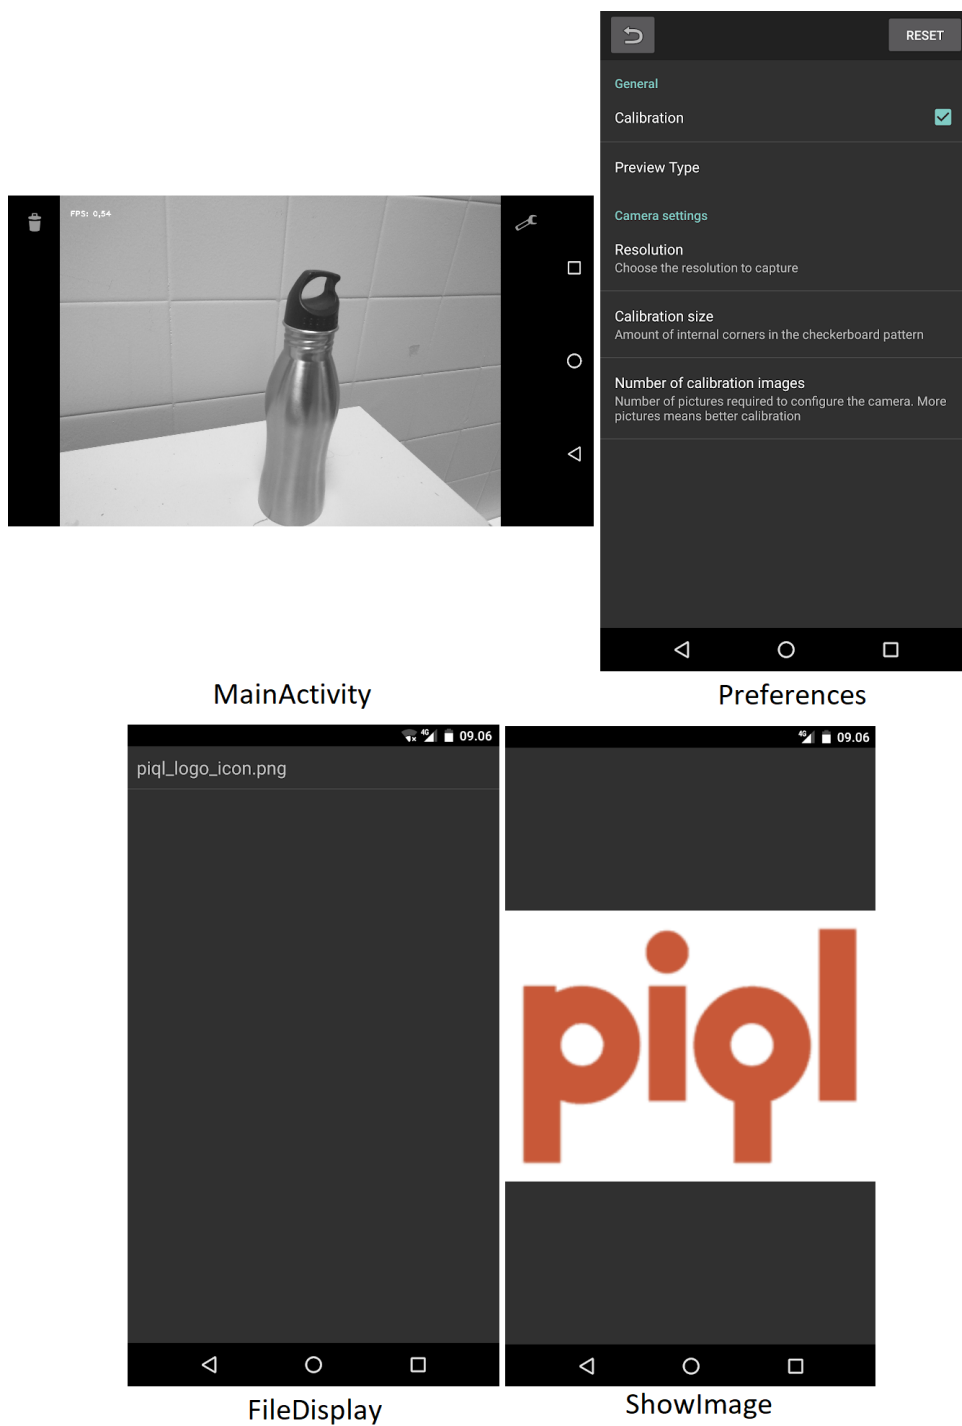 FPS: 0,54
RESET
General
Calibration
Preview Type
Camera settings
Resolution
Choose the resolution to capture
Calibration size
Amount of internal corners in the checkerboard pattern
Number of calibration images
Number of pictures required to configure the camera. More
pictures means better calibration
MainActivity
Preferences
4G 09.06
piql_logo_icon.png
4G 09.06
piql
FileDisplay
ShowImage